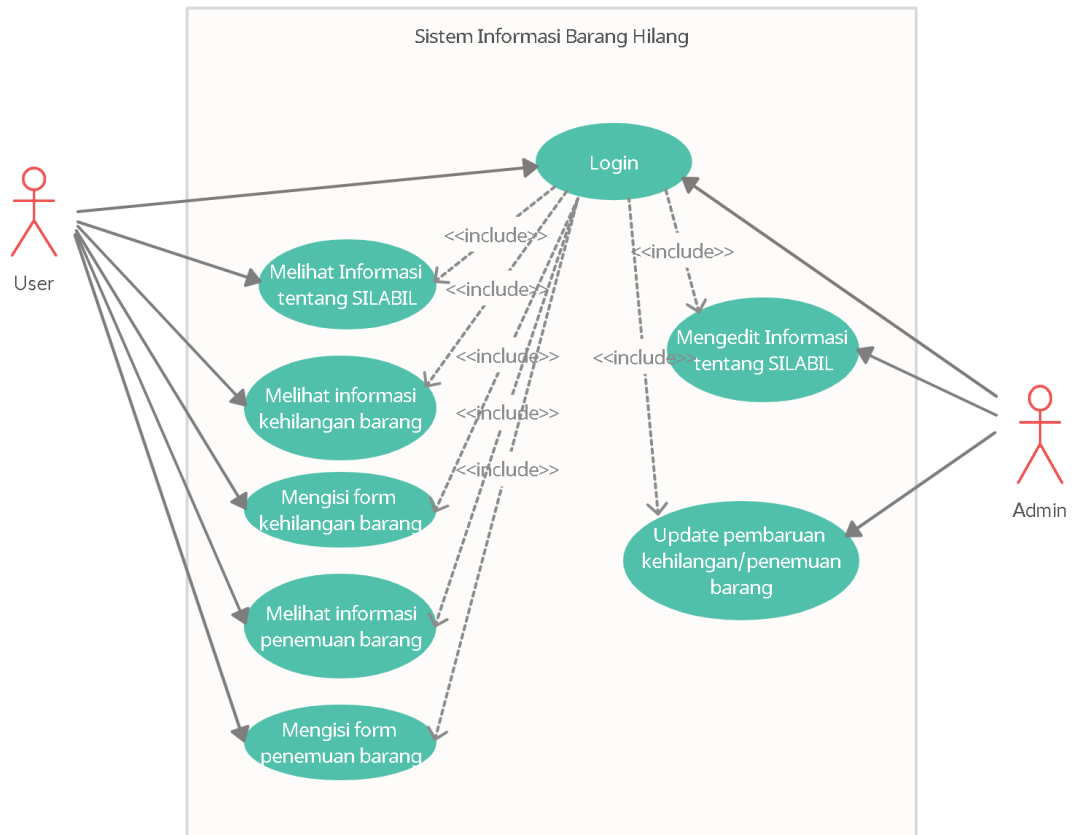 Sistem Informasi Barang Hilang
Login
User
<<include>>
<<include>>
Melihat Informasi
tentang SILABIL
<<include>>
Mengedit Informasi
tentang SILABIL
<<include>>
<<include>>
Melihat informasi
kehilangan barang
<<include>>
<<include>>
Mengisi form
kehilangan barang
Admin
Update pembaruan
kehilangan/penemuan
barang
Melihat informasi
penemuan barang
Mengisi form
penemuan barang